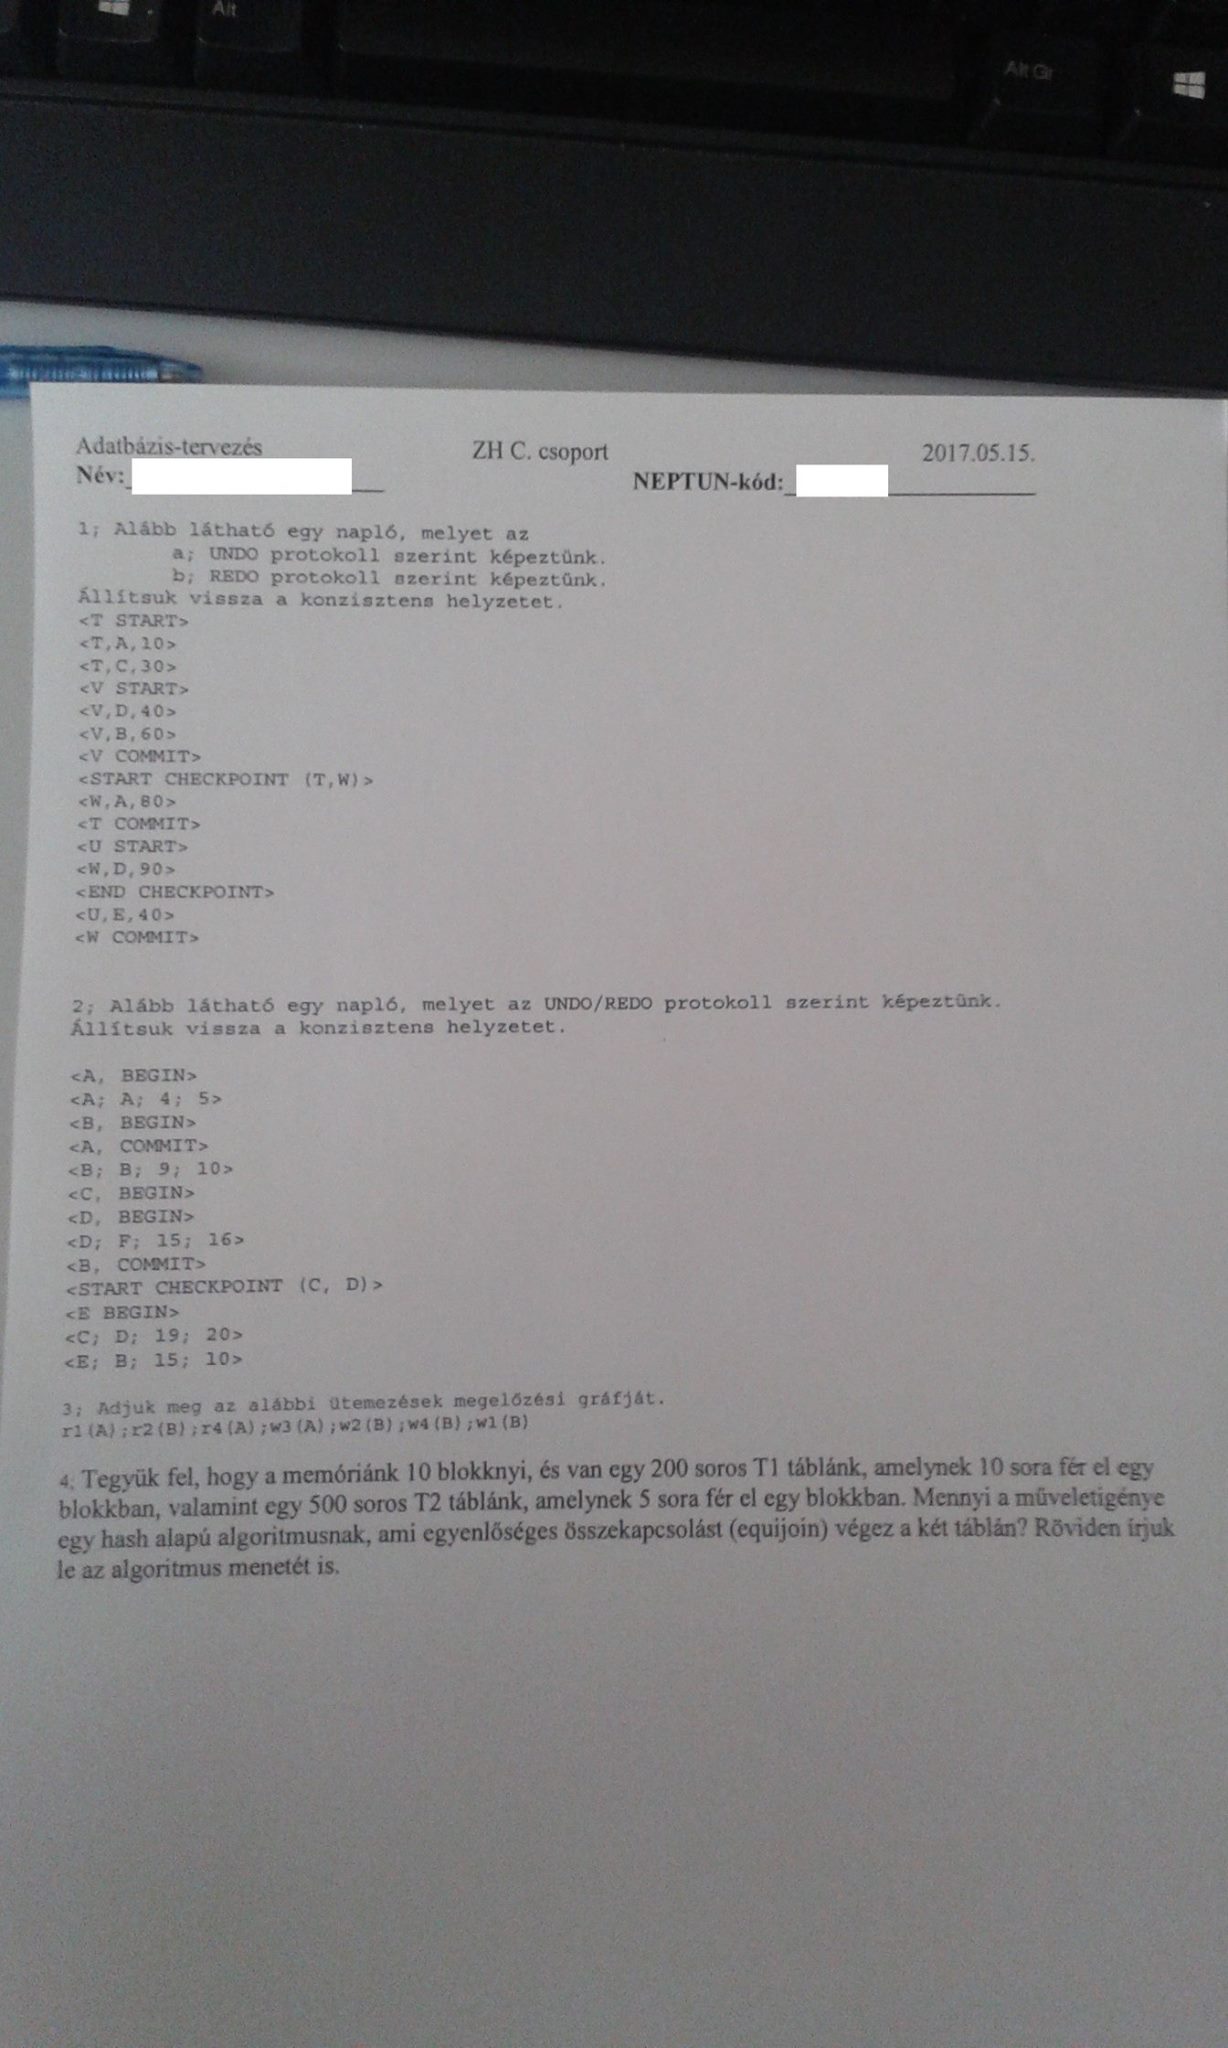 Alt
Alt Gr
Adatbázis-tervezés ZH C. csoport 2017.05.15.
Név: NEPTUN-kód:
1; Alább látható egy napló, melyet az
a; UNDO protokoll szerint képeztünk.
b; REDO protokoll szerint képeztünk.
Állítsuk vissza a konzisztens helyzetet.
<T START>
<T,A,10>
<T,C,30>
<V START>
<V,D,40>
<V,B,60>
<V COMMIT>
<START CHECKPOINT (T,W)>
<W,A,80>
<T COMMIT>
<U START>
<W,D,90>
<END CHECKPOINT>
<U,E,40>
<W COMMIT>
2; Alább látható egy napló, melyet az UNDO/REDO protokoll szerint képeztünk.
Állítsuk vissza a konzisztens helyzetet.
<A, BEGIN>
<A; A; 4; 5>
<B, BEGIN>
<A, COMMIT>
<B; B; 9; 10>
<C, BEGIN>
<D, BEGIN>
<D; F; 15; 16>
<B, COMMIT>
<START CHECKPOINT (C, D)>
<E BEGIN>
<C; D; 19; 20>
<E; B; 15; 10>
3; Adjuk meg az alábbi ütemezések megelőzési gráfját.
r1(A);r2(B);r4(A);w3(A);w2(B);w4(B);w1(B)
4; Tegyük fel, hogy a memóriánk 10 blokknyi, és van egy 200 soros T1 táblánk, amelynek 10 sora fér el egy
blokkban, valamint egy 500 soros T2 táblánk, amelynek 5 sora fér el egy blokkban. Mennyi a műveletigénye
egy hash alapú algoritmusnak, ami egyenlőséges összekapcsolást (equijoin) végez a két táblán? Röviden írjuk
le az algoritmus menetét is.